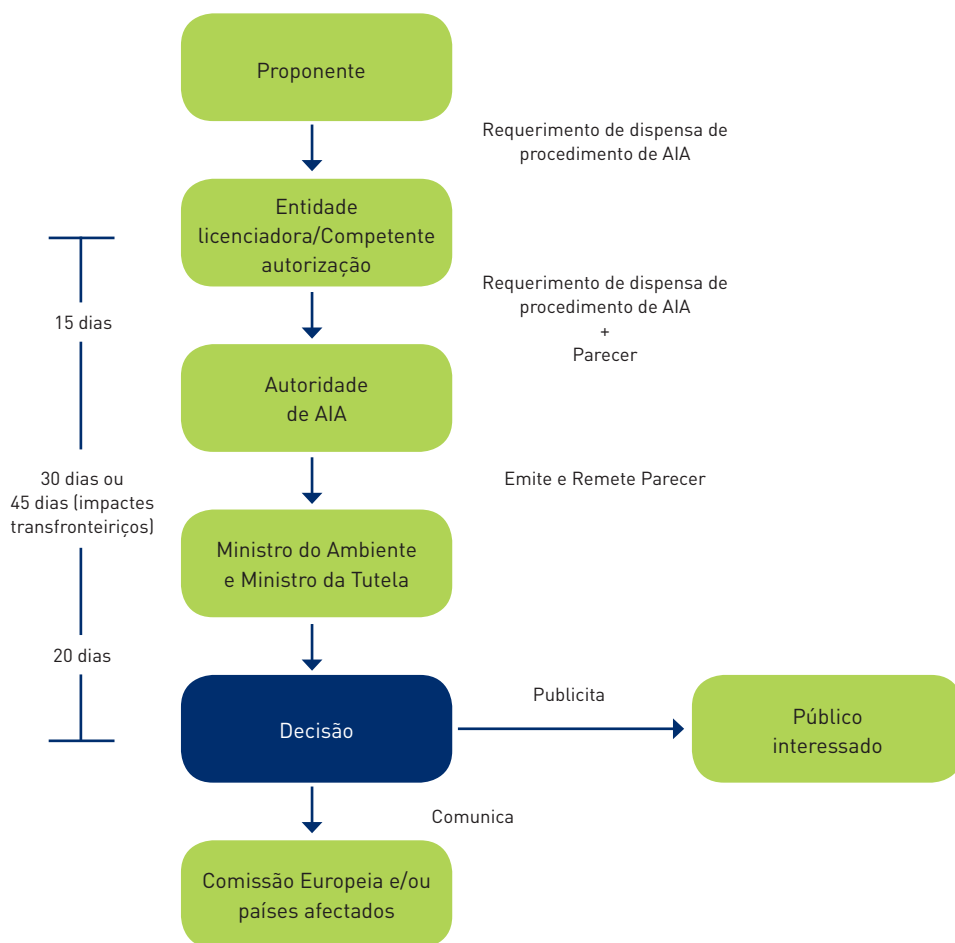 Proponente
Requerimento de dispensa de
procedimento de AIA
Entidade
licenciadora/Competente
autorização
15 dias
Requerimento de dispensa de
procedimento de AIA
+
Parecer
Autoridade
de AIA
30 dias ou
45 dias (impactes
transfronteiriços)
Emite e Remete Parecer
Ministro do Ambiente
e Ministro da Tutela
20 dias
Decisão
Publicita
Público
interessado
Comunica
Comissão Europeia e/ou
países afectados